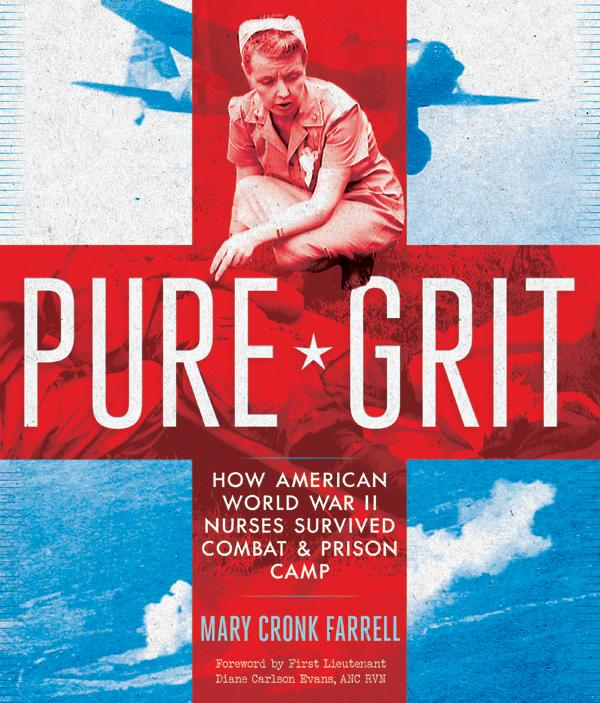 PURE ★ GRIT
HOW AMERICAN
WORLD WAR II
NURSES SURVIVED
COMBAT & PRISON
CAMP
MARY CRONK FARRELL
Foreword by First Lieutenant
Diane Carlson Evans, ANC RVN